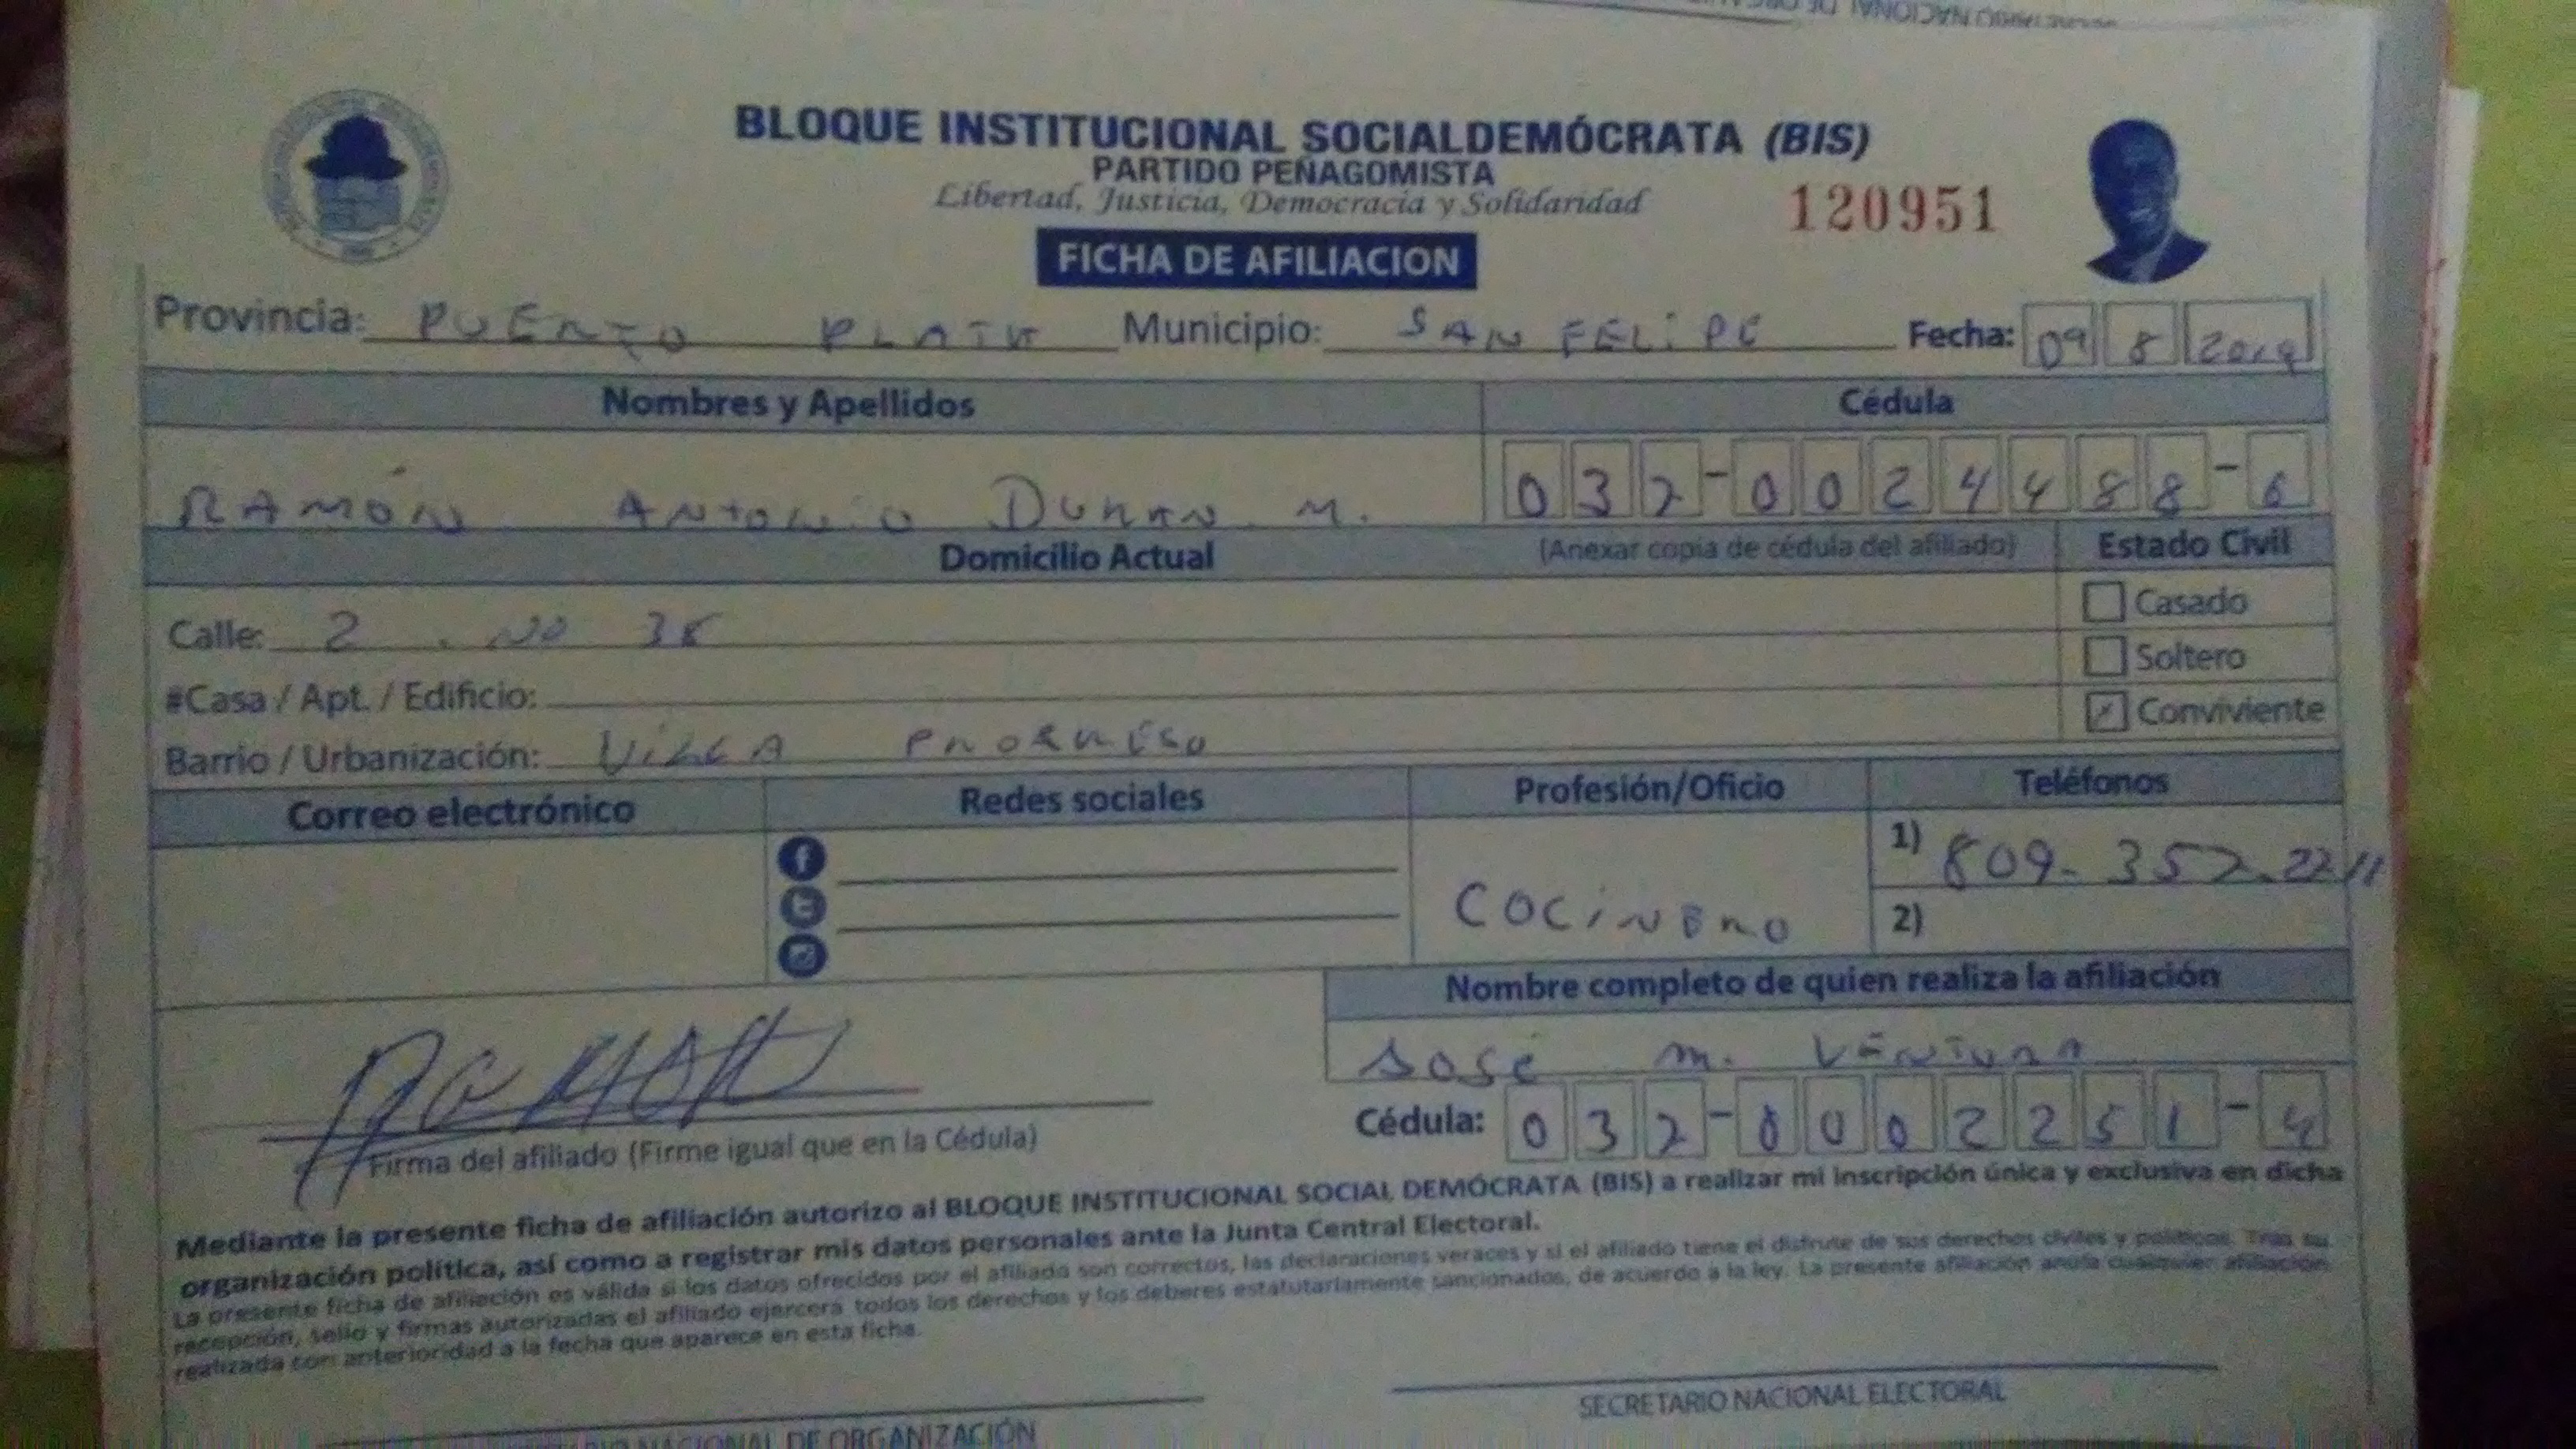 BLOQUE INSTITUCIONAL SOCIALDEMÓCRATA (BIS)
PARTIDO PEÑAGOMISTA
Libertad, Justicia, Democracia y Solidaridad
120951
FICHA DE AFILIACION
Provincia: PUERTO PLATA Municipio: SAN FELIPE Fecha: 09 8 2019
Nombres y Apellidos Cédula
RAMÓN ANTONIO DURAN M. 037-0024488-6
Domicilio Actual (Anexar copia de cédula del afiliado) Estado Civil
Calle: 2 . NO 38 Casado
Soltero
#Casa / Apt. / Edificio:
Conviviente
Barrio / Urbanización: VILLA PROGRESO
Correo electrónico Redes sociales Profesión/Oficio Teléfonos
1) 809-357-2211
COCINERO
2)
Nombre completo de quien realiza la afiliación
JOSÉ M. VENTURA
Cédula: 037-0002251-4
Firma del afiliado (Firme igual que en la Cédula)
Mediante la presente ficha de afiliación autorizo al BLOQUE INSTITUCIONAL SOCIAL DEMÓCRATA (BIS) a realizar mi inscripción única y exclusiva en dicha
organización política, así como a registrar mis datos personales ante la Junta Central Electoral.
La presente ficha de afiliación es válida si los datos ofrecidos por el afiliado son correctos, las declaraciones veraces y si el afiliado tiene el disfrute de sus derechos civiles y políticos. Tras su
recepción, sello y firmas autorizadas el afiliado ejercerá todos los derechos y los deberes estatutariamente sancionados, de acuerdo a la ley. La presente afiliación anula cualquier afiliación
realizada con anterioridad a la fecha que aparece en esta ficha.
SECRETARIO NACIONAL ELECTORAL
NACIONAL DE ORGANIZACIÓN